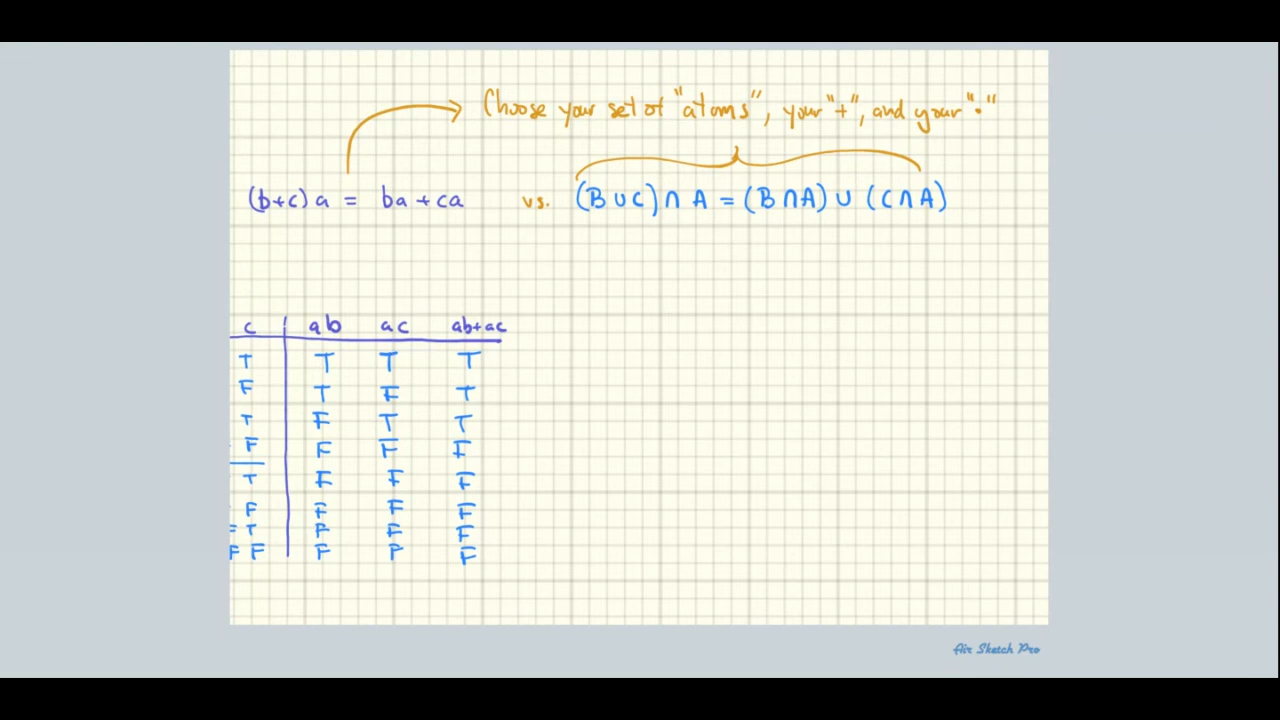 Choose your set of "atoms", your "+", and your "·"
(b+c)a = ba+ca vs. (B∪C)∩A = (B∩A)∪(C∩A)
c ab ac ab+ac
T T T T
F T F T
T F T T
F F F F
T F F F
F F F F
F T F F F
F F F F F
Air Sketch Pro